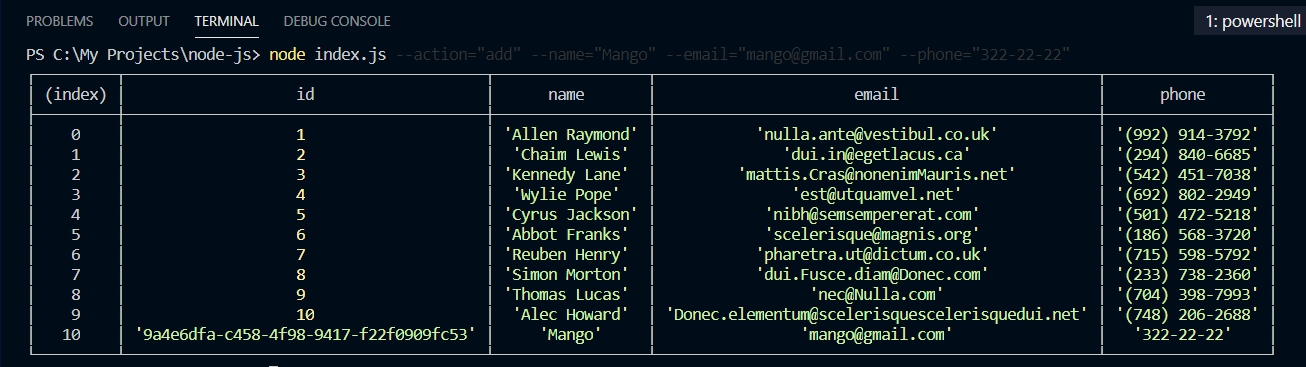 PROBLEMS OUTPUT TERMINAL DEBUG CONSOLE 1: powershell
PS C:\My Projects\node-js> node index.js --action="add" --name="Mango" --email="mango@gmail.com" --phone="322-22-22"
(index) id name email phone
0 1 'Allen Raymond' 'nulla.ante@vestibul.co.uk' '(992) 914-3792'
1 2 'Chaim Lewis' 'dui.in@egetlacus.ca' '(294) 840-6685'
2 3 'Kennedy Lane' 'mattis.Cras@nonenimMauris.net' '(542) 451-7038'
3 4 'Wylie Pope' 'est@utquamvel.net' '(692) 802-2949'
4 5 'Cyrus Jackson' 'nibh@semsempererat.com' '(501) 472-5218'
5 6 'Abbot Franks' 'scelerisque@magnis.org' '(186) 568-3720'
6 7 'Reuben Henry' 'pharetra.ut@dictum.co.uk' '(715) 598-5792'
7 8 'Simon Morton' 'dui.Fusce.diam@Donec.com' '(233) 738-2360'
8 9 'Thomas Lucas' 'nec@Nulla.com' '(704) 398-7993'
9 10 'Alec Howard' 'Donec.elementum@scelerisquescelerisquedui.net' '(748) 206-2688'
10 '9a4e6dfa-c458-4f98-9417-f22f0909fc53' 'Mango' 'mango@gmail.com' '322-22-22'